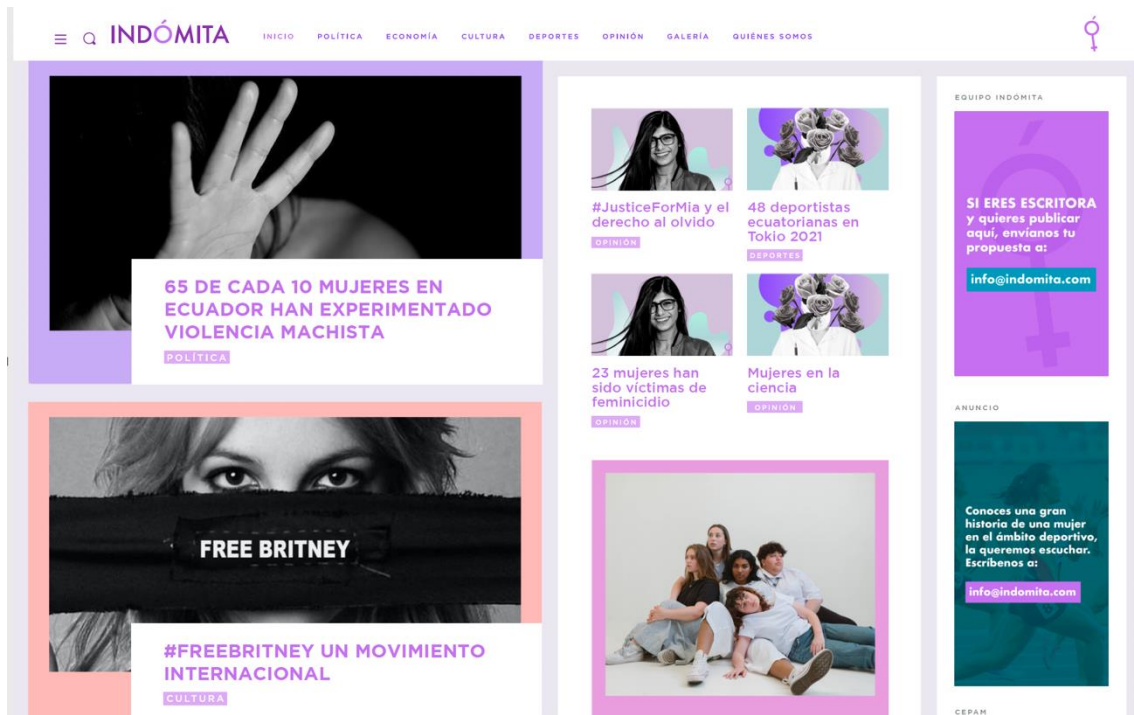 INDÓMITA
INICIO
POLÍTICA
ECONOMÍA
CULTURA
DEPORTES
OPINIÓN
GALERÍA
QUIÉNES SOMOS
65 DE CADA 10 MUJERES EN
ECUADOR HAN EXPERIMENTADO
VIOLENCIA MACHISTA
POLÍTICA
FREE BRITNEY
#FREEBRITNEY UN MOVIMIENTO
INTERNACIONAL
CULTURA
#JusticeForMia y el
derecho al olvido
OPINIÓN
48 deportistas
ecuatorianas en
Tokio 2021
DEPORTES
23 mujeres han
sido víctimas de
feminicidio
OPINIÓN
Mujeres en la
ciencia
OPINIÓN
EQUIPO INDÓMITA
SI ERES ESCRITORA
y quieres publicar
aquí, envíanos tu
propuesta a:
info@indomita.com
ANUNCIO
Conoces una gran
historia de una mujer
en el ámbito deportivo,
la queremos escuchar.
Escríbenos a:
info@indomita.com
CEPAM